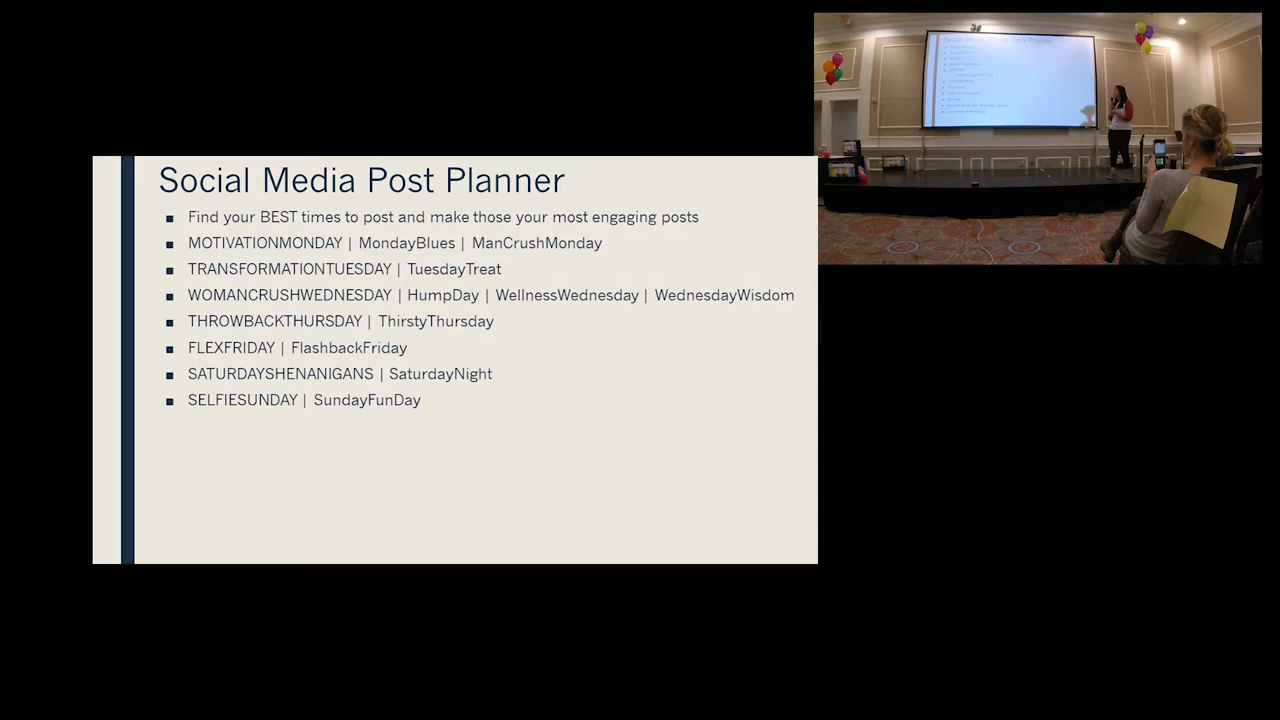 Social Media Post Planner
▪ Find your BEST times to post and make those your most engaging posts
▪ MOTIVATIONMONDAY | MondayBlues | ManCrushMonday
▪ TRANSFORMATIONTUESDAY | TuesdayTreat
▪ WOMANCRUSHWEDNESDAY | HumpDay | WellnessWednesday | WednesdayWisdom
▪ THROWBACKTHURSDAY | ThirstyThursday
▪ FLEXFRIDAY | FlashbackFriday
▪ SATURDAYSHENANIGANS | SaturdayNight
▪ SELFIESUNDAY | SundayFunDay